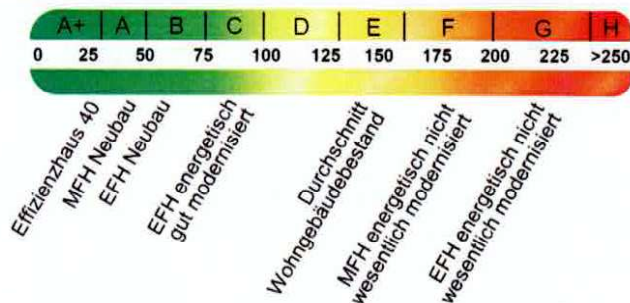 A+ A B C D E F G H
0 25 50 75 100 125 150 175 200 225 >250
Effizienzhaus 40
MFH Neubau
EFH Neubau
EFH energetisch
gut modernisiert
Durchschnitt
Wohngebäudebestand
MFH energetisch nicht
wesentlich modernisiert
EFH energetisch nicht
wesentlich modernisiert